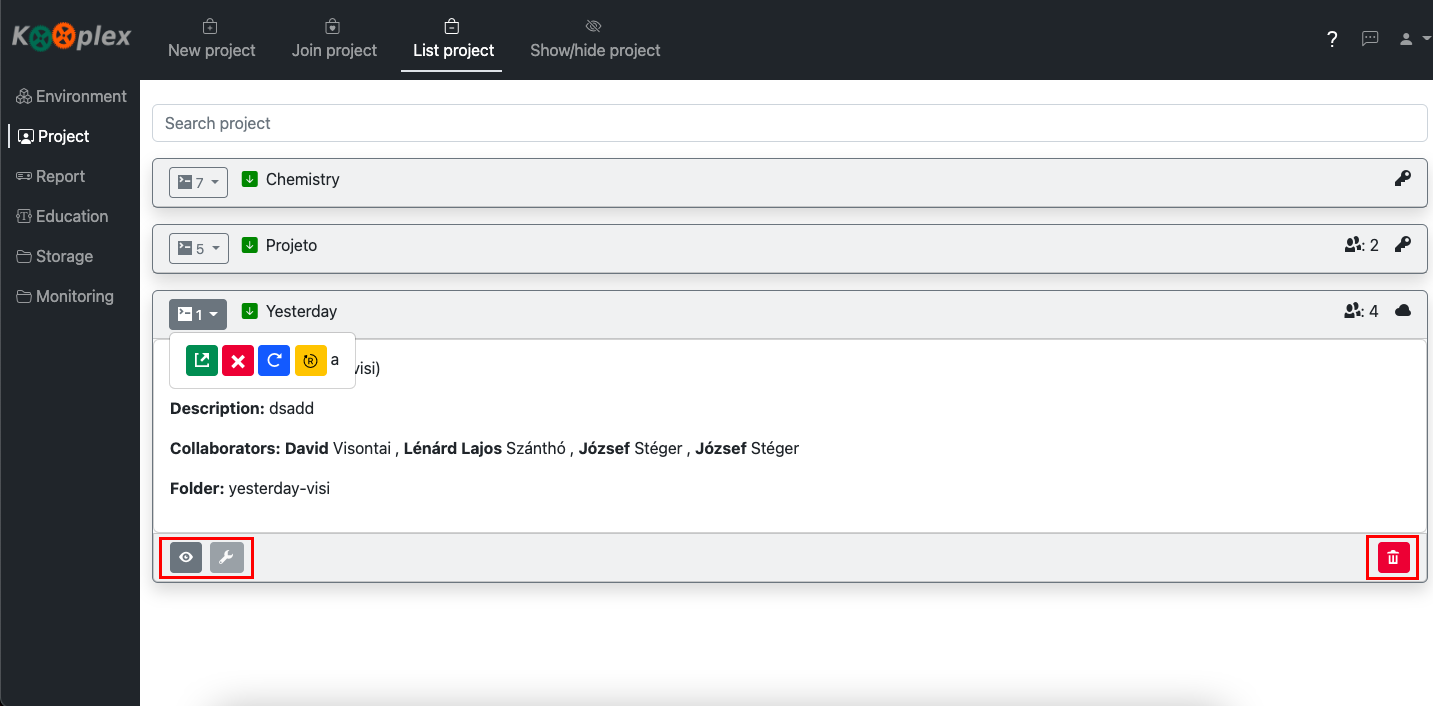 Kooplex
New project
Join project
List project
Show/hide project
?
Environment
Project
Report
Education
Storage
Monitoring
Search project
7 Chemistry
5 Projeto : 2
1 Yesterday : 4
R a
visi)
Description: dsadd
Collaborators: David Visontai , Lénárd Lajos Szánthó , József Stéger , József Stéger
Folder: yesterday-visi